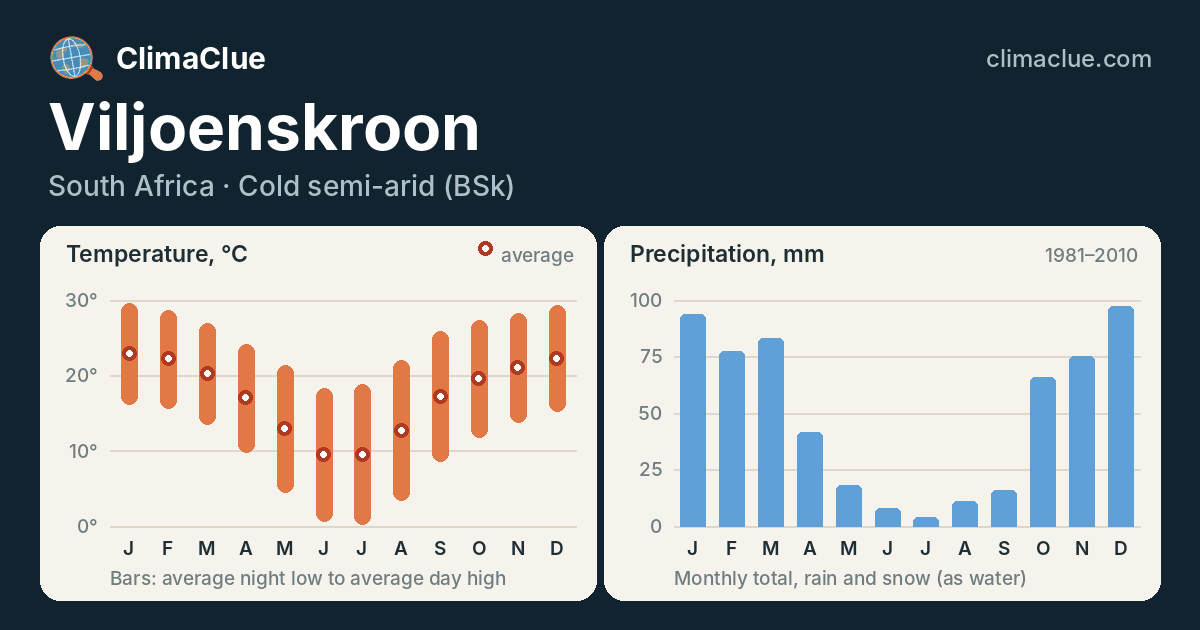 ClimaClue
climaclue.com
Viljoenskroon
South Africa · Cold semi-arid (BSk)
Temperature, °C
average
30°
20°
10°
0°
J F M A M J J A S O N D
Bars: average night low to average day high
Precipitation, mm
1981–2010
100
75
50
25
0
J F M A M J J A S O N D
Monthly total, rain and snow (as water)